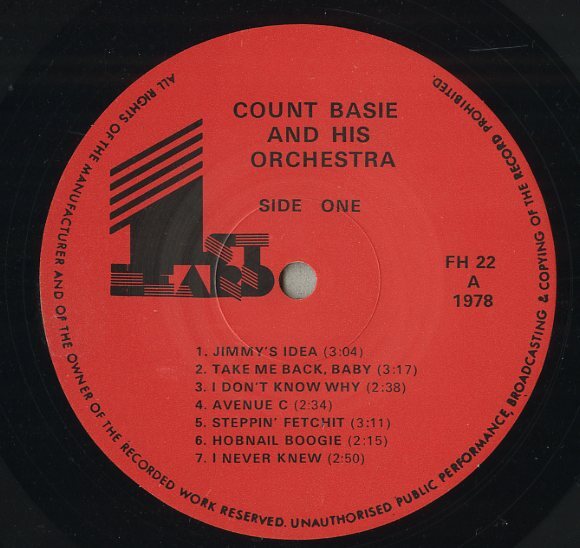 COUNT BASIE
AND HIS
ORCHESTRA
SIDE ONE
1ST
HEARD
FH 22
A
1978
1. JIMMY'S IDEA (3:04)
2. TAKE ME BACK, BABY (3:17)
3. I DON'T KNOW WHY (2:38)
4. AVENUE C (2:34)
5. STEPPIN' FETCHIT (3:11)
6. HOBNAIL BOOGIE (2:15)
7. I NEVER KNEW (2:50)
ALL RIGHTS OF THE MANUFACTURER AND OF THE OWNER OF THE RECORDED WORK RESERVED. UNAUTHORISED PUBLIC PERFORMANCE, BROADCASTING & COPYING OF THE RECORD PROHIBITED.